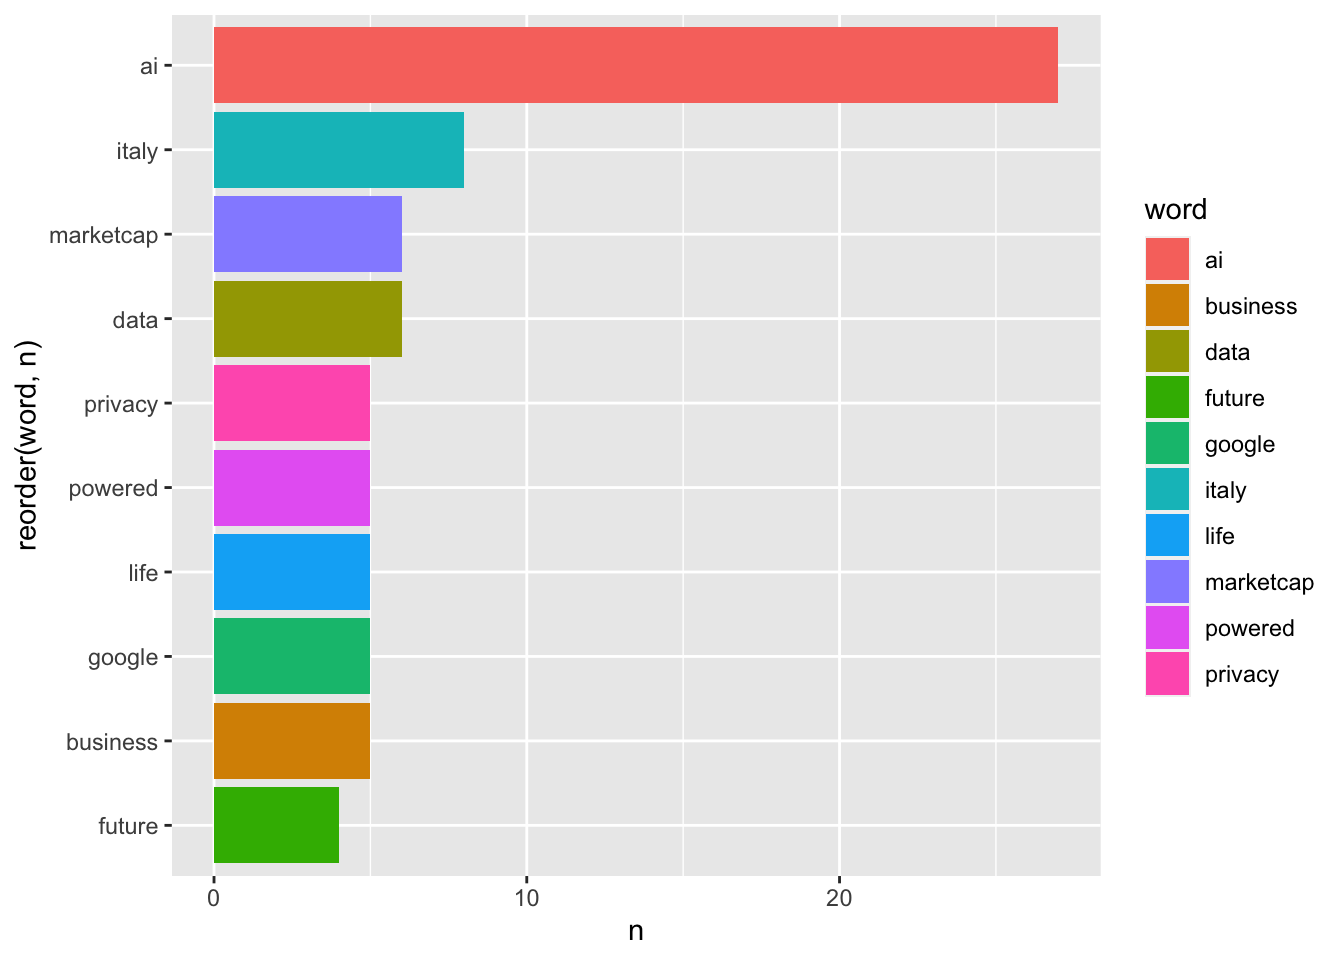 reorder(word, n)
ai
italy
marketcap
data
privacy
powered
life
google
business
future
0 10 20
n
word
ai
business
data
future
google
italy
life
marketcap
powered
privacy